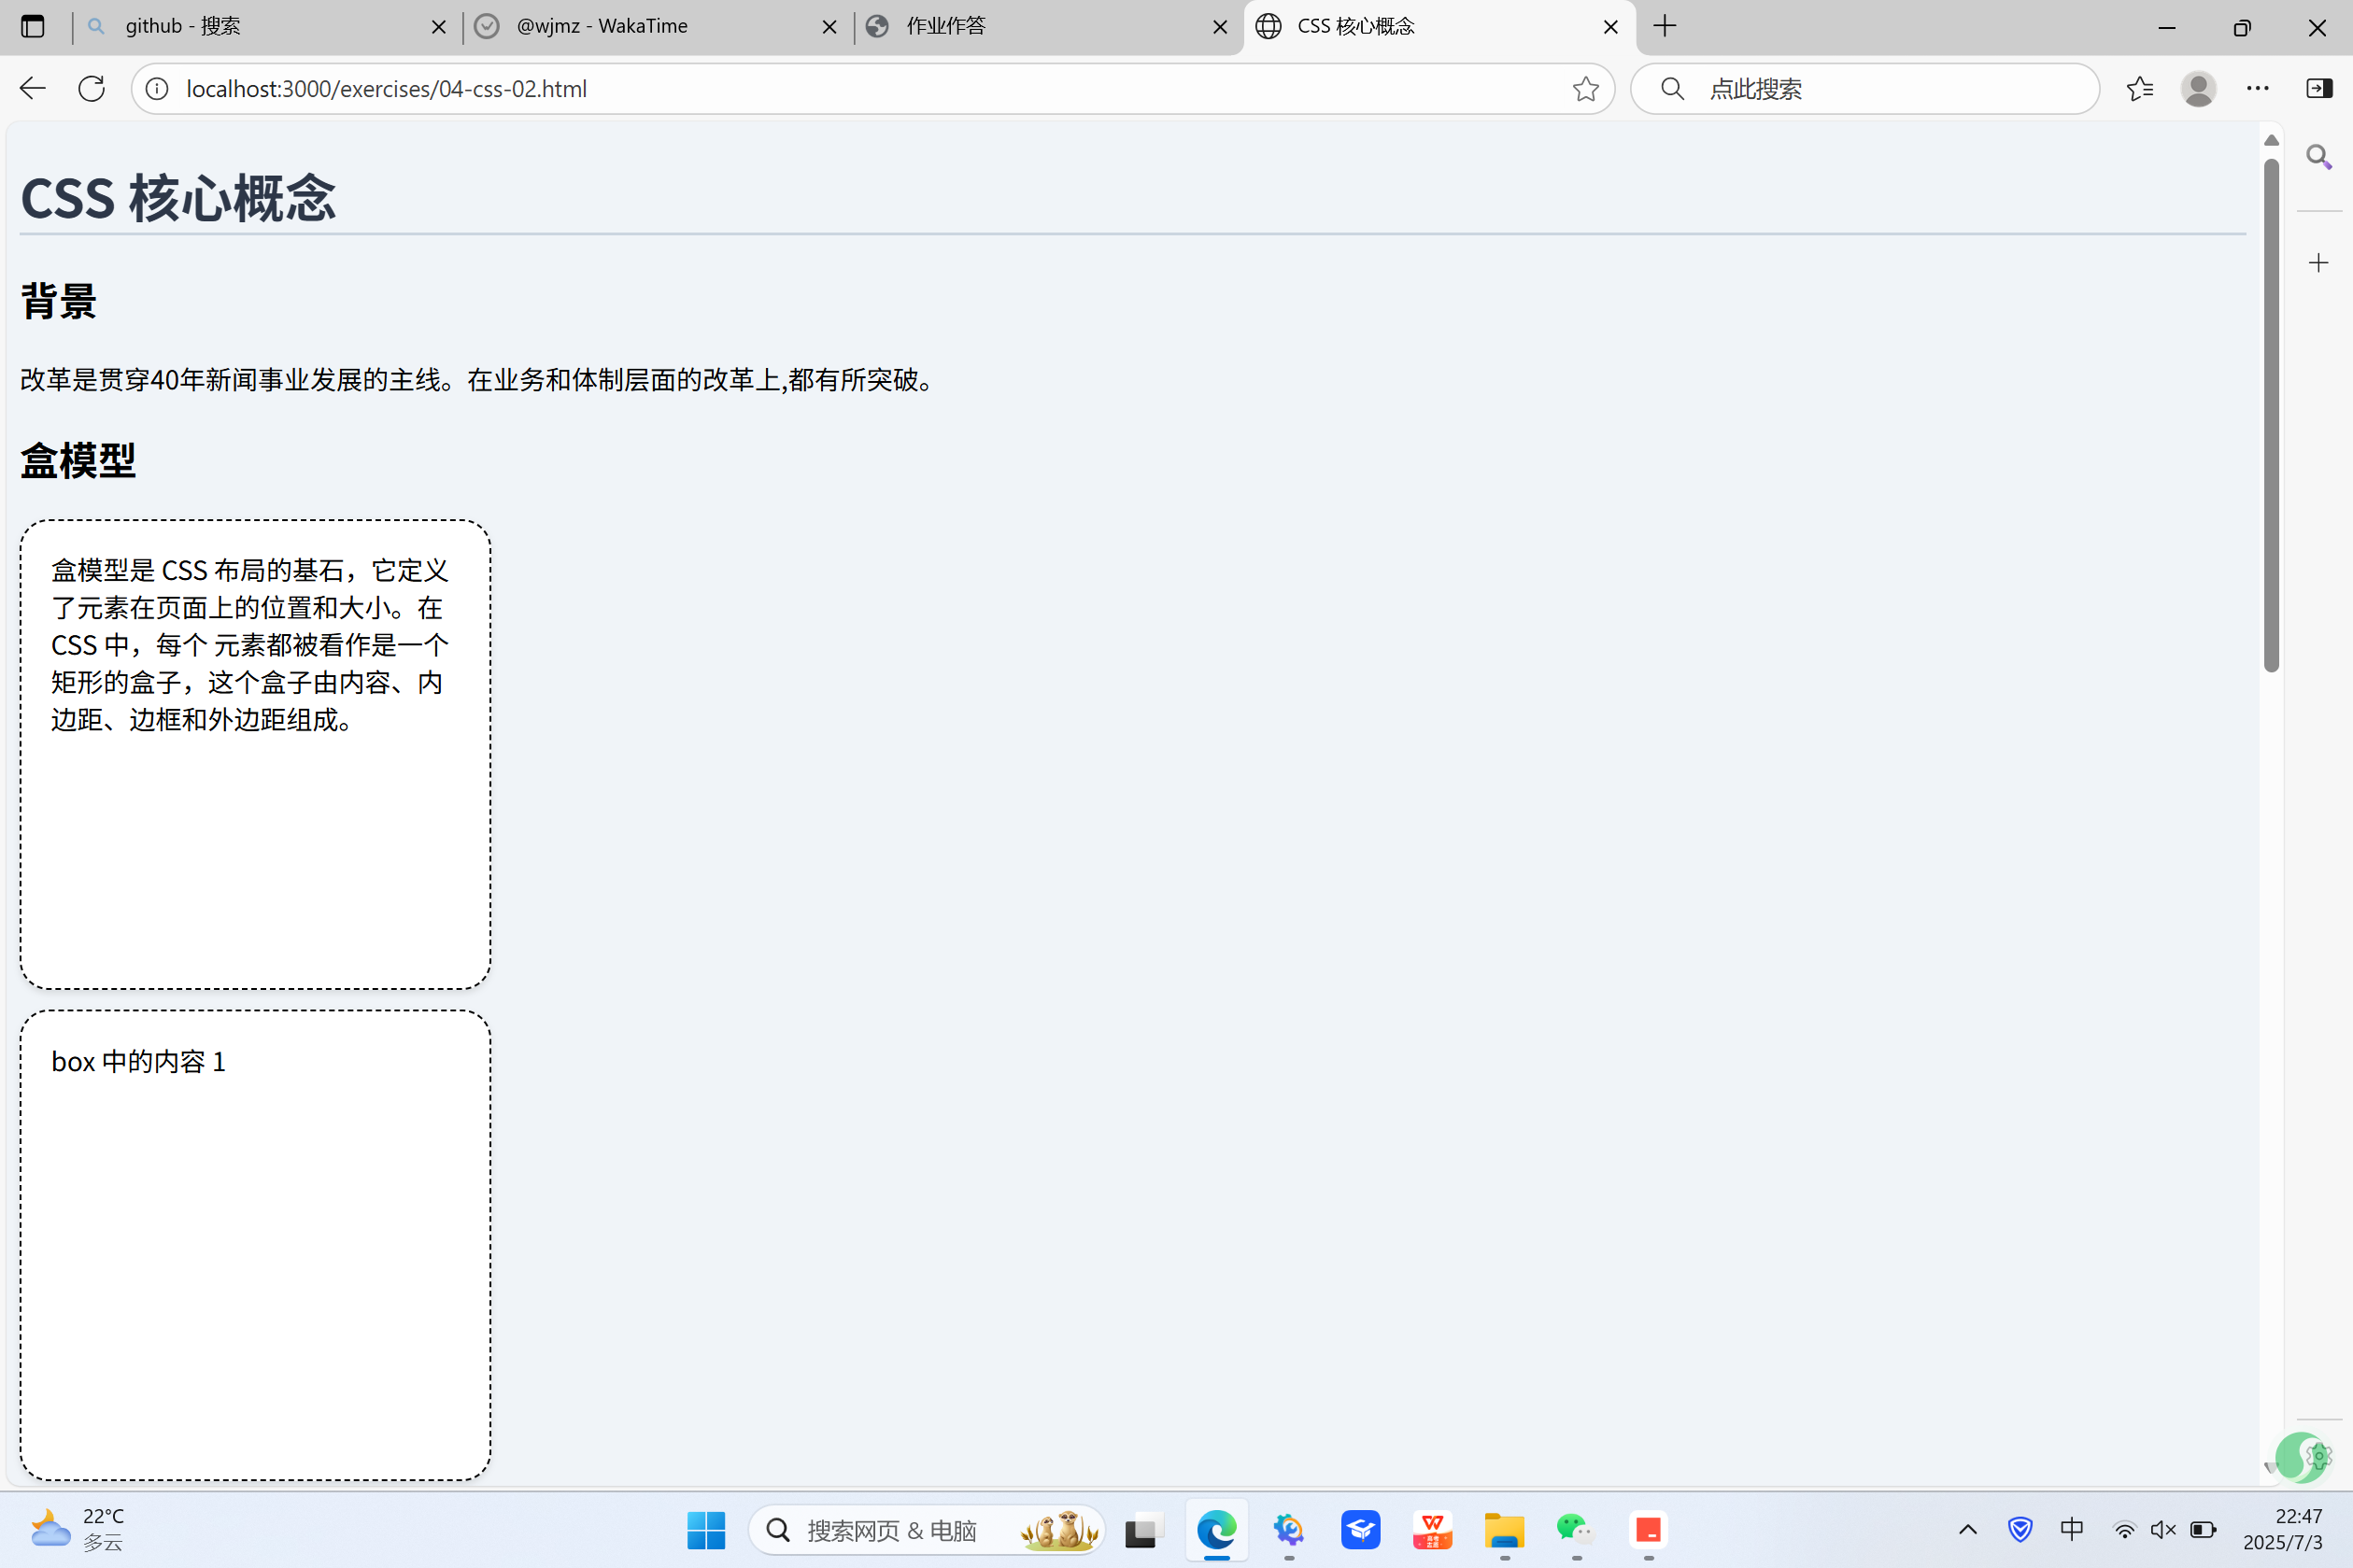 github - 搜索
@wjmz - WakaTime
作业作答
CSS 核心概念
localhost:3000/exercises/04-css-02.html
点此搜索
CSS 核心概念
背景
改革是贯穿40年新闻事业发展的主线。在业务和体制层面的改革上,都有所突破。
盒模型
盒模型是 CSS 布局的基石，它定义
了元素在页面上的位置和大小。在
CSS 中，每个 元素都被看作是一个
矩形的盒子，这个盒子由内容、内
边距、边框和外边距组成。
box 中的内容 1
22°C
多云
搜索网页 & 电脑
中
22:47
2025/7/3